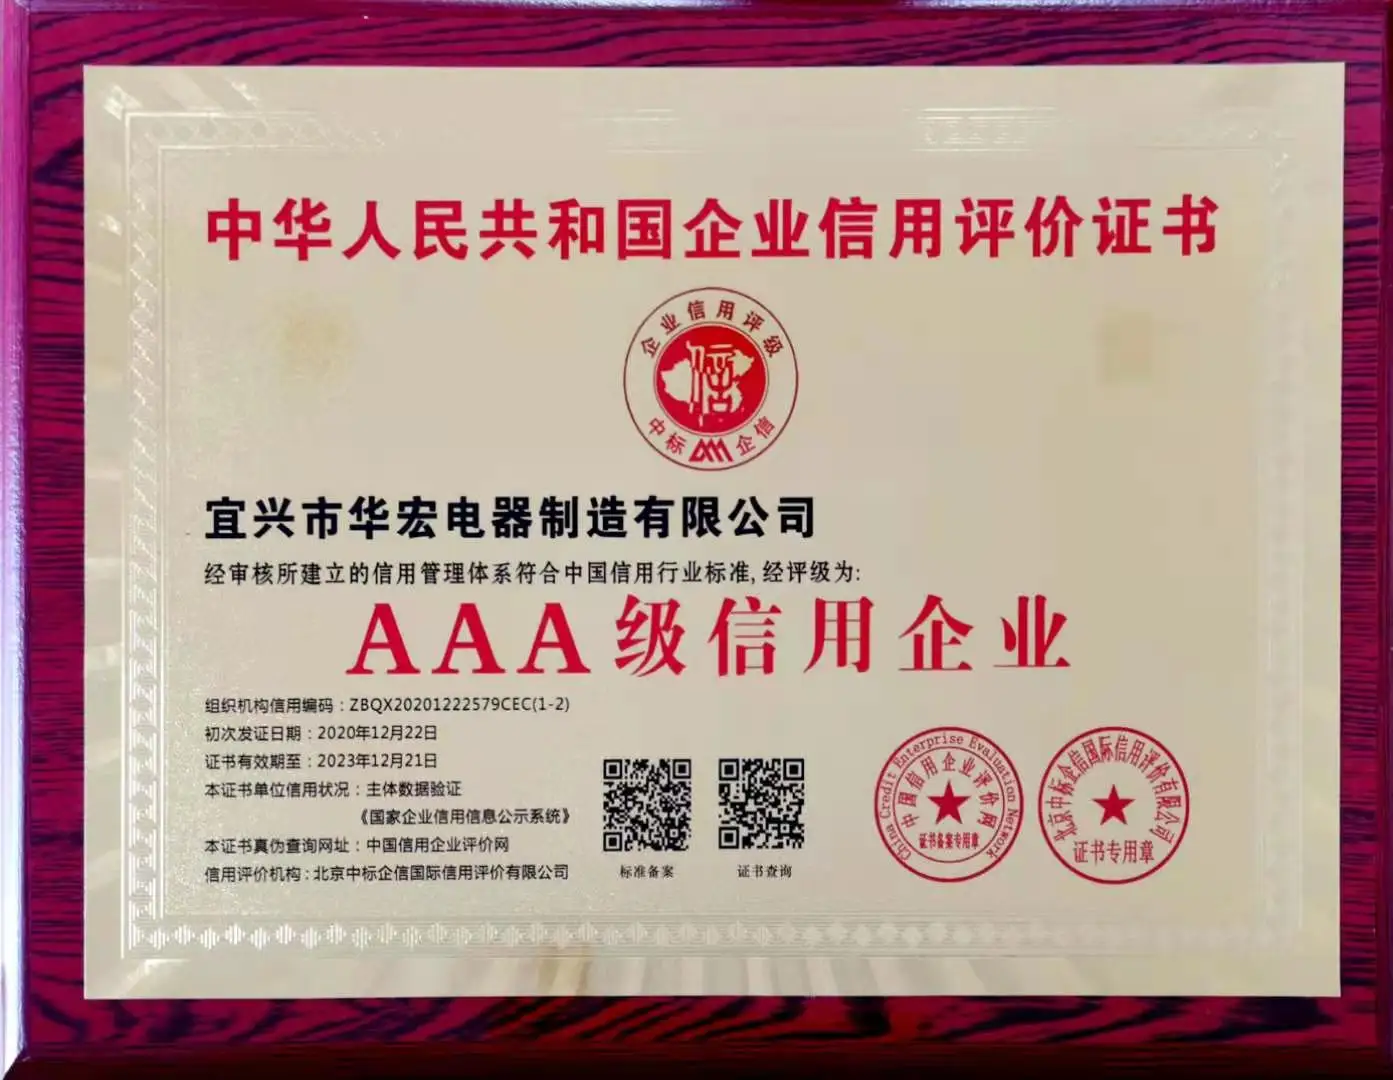 中华人民共和国企业信用评价证书
企业信用评级
信
中标 企信
宜兴市华宏电器制造有限公司
经审核所建立的信用管理体系符合中国信用行业标准,经评级为:
AAA级信用企业
组织机构信用编码：ZBQX20201222579CEC(1-2)
初次发证日期：2020年12月22日
证书有效期至：2023年12月21日
本证书单位信用状况：主体数据验证
《国家企业信用信息公示系统》
本证书真伪查询网址：中国信用企业评价网
信用评价机构：北京中标企信国际信用评价有限公司
标准备案
证书查询
China Credit Enterprise Evaluation Network
中国信用企业评价网
证书备案专用章
北京中标企信国际信用评价有限公司
证书专用章